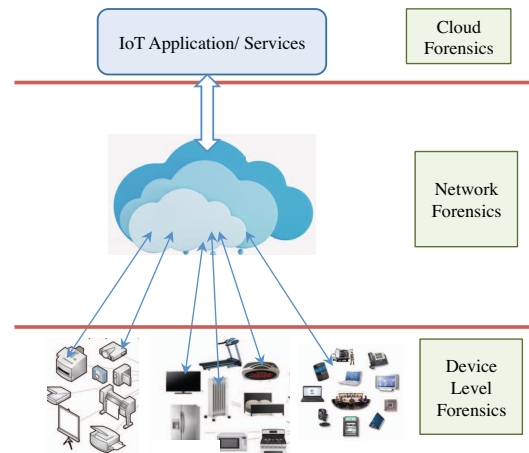 IoT Application/ Services
Cloud
Forensics
Network
Forensics
Device
Level
Forensics